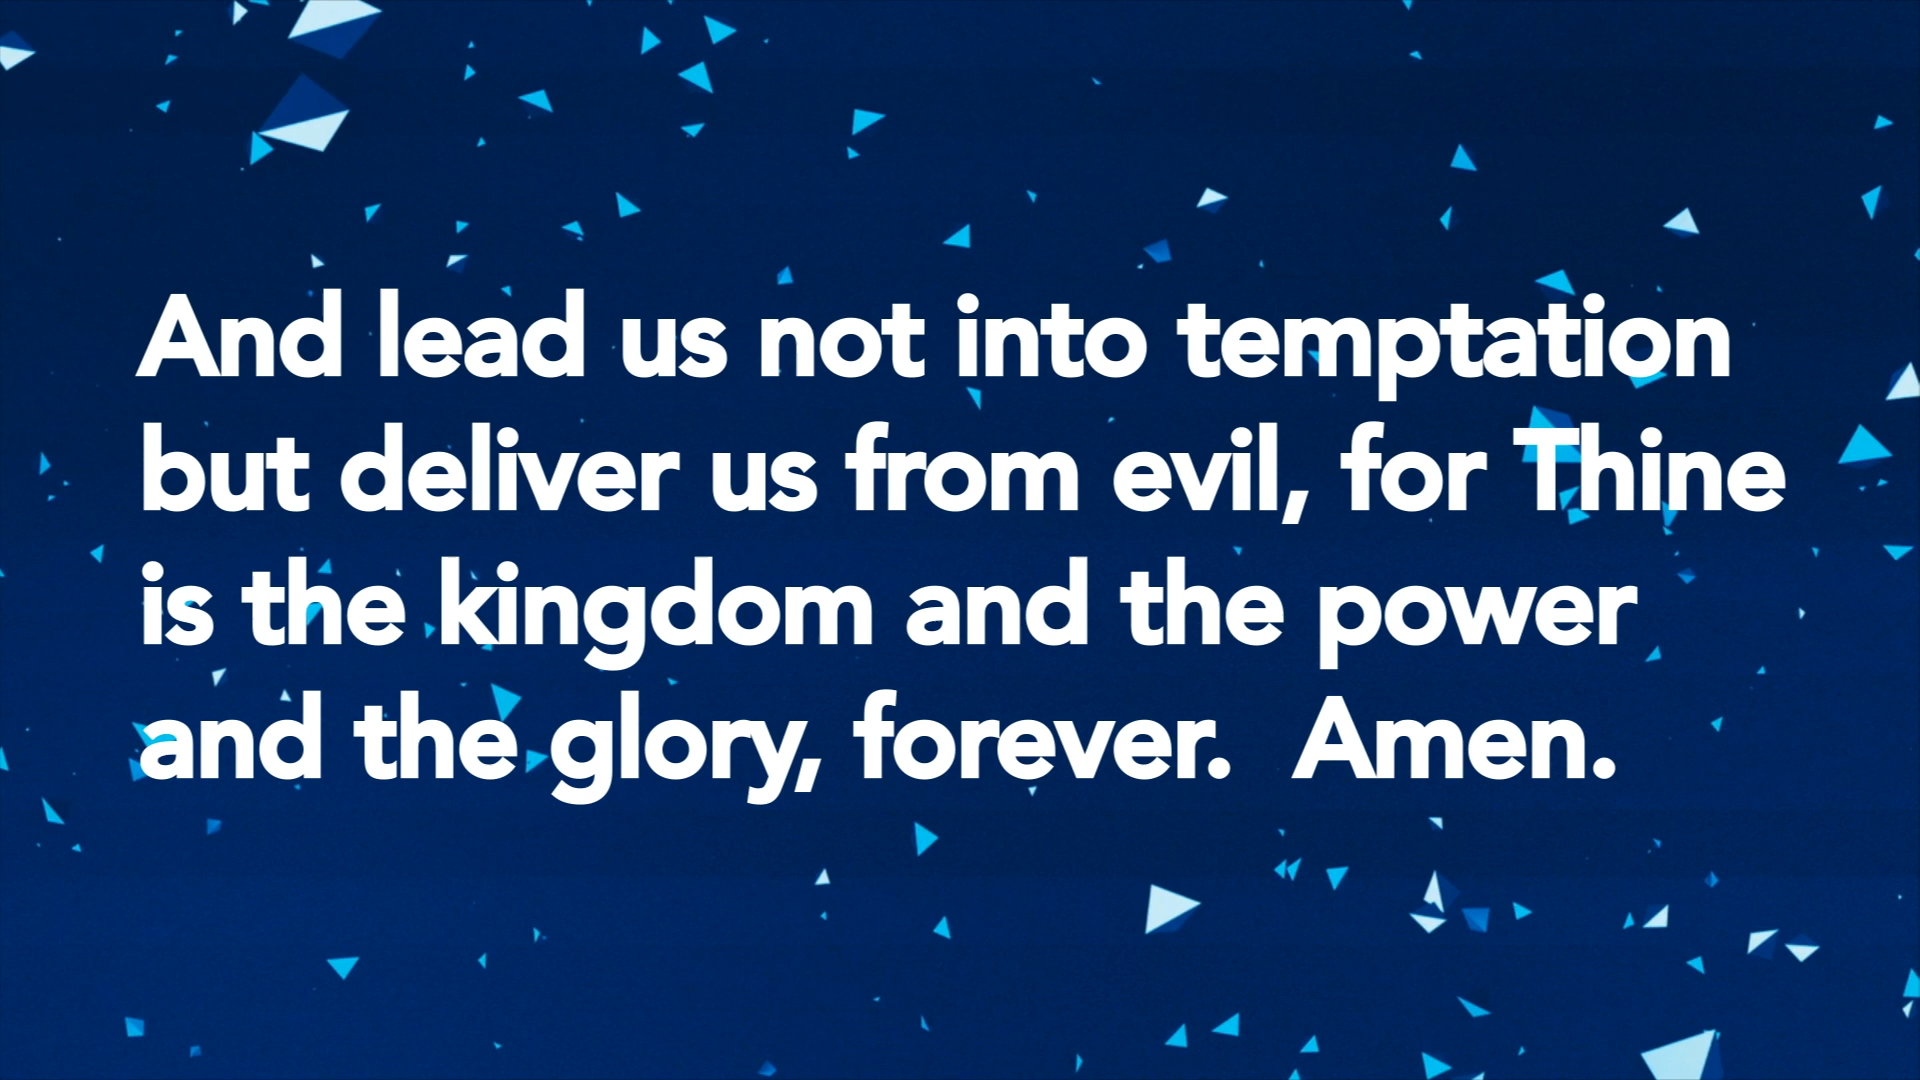 And lead us not into temptation
but deliver us from evil, for Thine
is the kingdom and the power
and the glory, forever.  Amen.